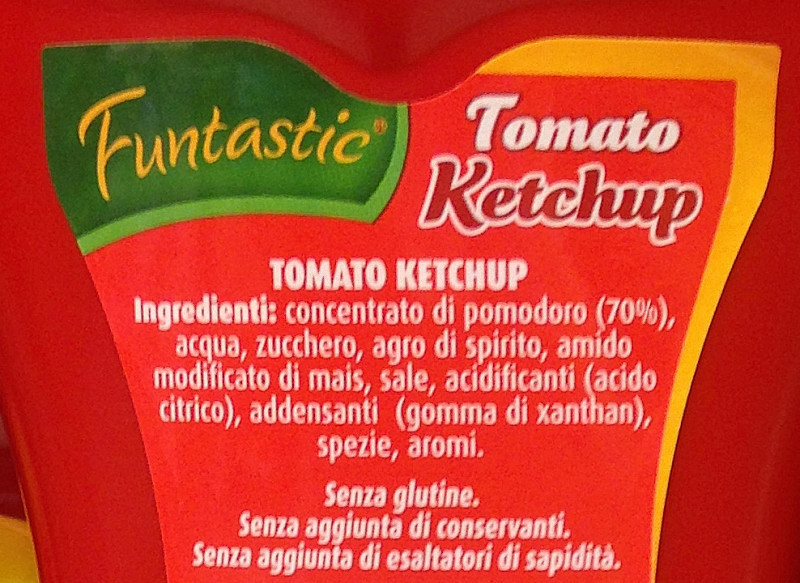 Funtastic®
Tomato
Ketchup
TOMATO KETCHUP
Ingredienti: concentrato di pomodoro (70%),
acqua, zucchero, agro di spirito, amido
modificato di mais, sale, acidificanti (acido
citrico), addensanti (gomma di xanthan),
spezie, aromi.
Senza glutine.
Senza aggiunta di conservanti.
Senza aggiunta di esaltatori di sapidità.